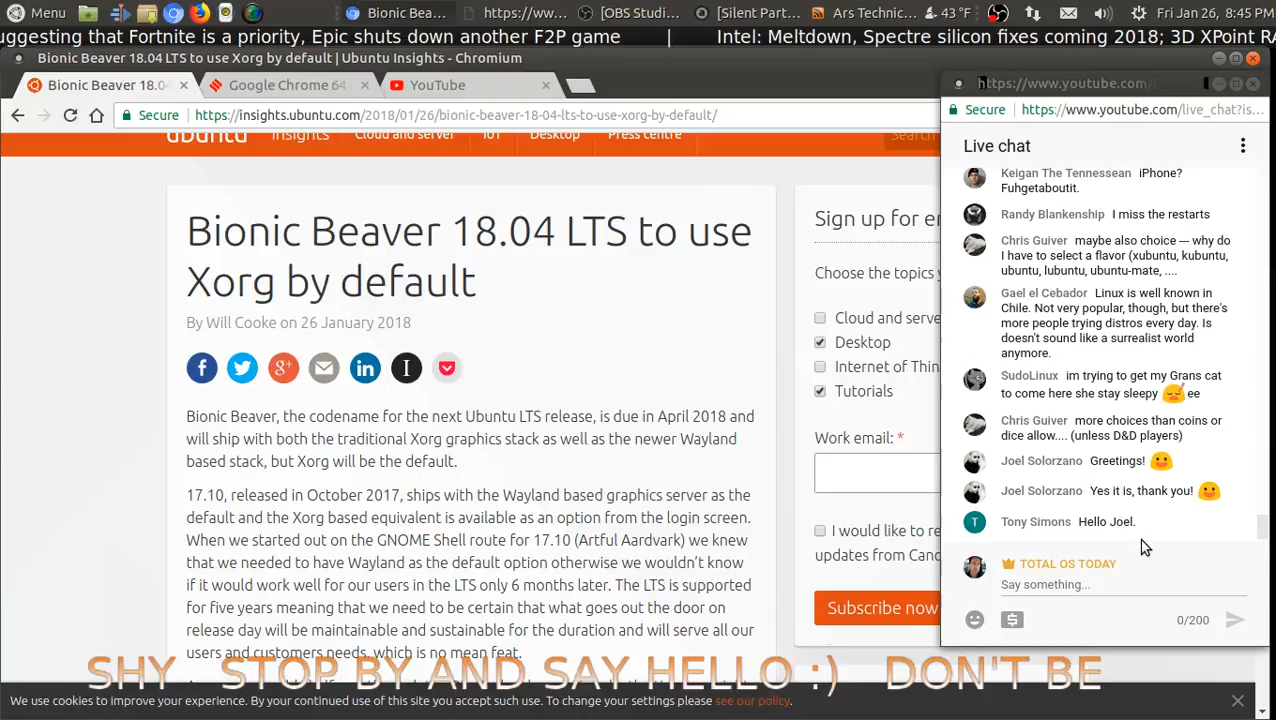 Menu
Bionic Bea...
https://ww...
[OBS Studi...
[Silent Part...
Ars Technic...
43 °F
Fri Jan 26, 8:45 PM
uggesting that Fortnite is a priority, Epic shuts down another F2P game | Intel: Meltdown, Spectre silicon fixes coming 2018; 3D XPoint RA
Bionic Beaver 18.04 LTS to use Xorg by default | Ubuntu Insights - Chromium
Bionic Beaver 18.04
Google Chrome 64
YouTube
Secure
https://insights.ubuntu.com/2018/01/26/bionic-beaver-18-04-lts-to-use-xorg-by-default/
ubuntu Insights Cloud and server IoT Desktop Press centre Search
Bionic Beaver 18.04 LTS to use
Xorg by default
By Will Cooke on 26 January 2018
Bionic Beaver, the codename for the next Ubuntu LTS release, is due in April 2018 and
will ship with both the traditional Xorg graphics stack as well as the newer Wayland
based stack, but Xorg will be the default.
17.10, released in October 2017, ships with the Wayland based graphics server as the
default and the Xorg based equivalent is available as an option from the login screen.
When we started out on the GNOME Shell route for 17.10 (Artful Aardvark) we knew
that we needed to have Wayland as the default option otherwise we wouldn't know
if it would work well for our users in the LTS only 6 months later. The LTS is supported
for five years meaning that we need to be certain that what goes out the door on
release day will be maintainable and sustainable for the duration and will serve all our
users and customers needs, which is no mean feat.
Sign up for e
Choose the topics y
Cloud and serve
Desktop
Internet of Thin
Tutorials
Work email: *
I would like to re
updates from Cano
Subscribe now
https://www.youtube.com/
Secure
https://www.youtube.com/live_chat?is...
Live chat
Keigan The Tennessean iPhone?
Fuhgetaboutit.
Randy Blankenship I miss the restarts
Chris Guiver maybe also choice --- why do
I have to select a flavor (xubuntu, kubuntu,
ubuntu, lubuntu, ubuntu-mate, ....
Gael el Cebador Linux is well known in
Chile. Not very popular, though, but there's
more people trying distros every day. Is
doesn't sound like a surrealist world
anymore.
SudoLinux im trying to get my Grans cat
to come here she stay sleepy ee
Chris Guiver more choices than coins or
dice allow.... (unless D&D players)
Joel Solorzano Greetings!
Joel Solorzano Yes it is, thank you!
T Tony Simons Hello Joel.
TOTAL OS TODAY
Say something...
0/200
SHY STOP BY AND SAY HELLO :) DON'T BE
We use cookies to improve your experience. By your continued use of this site you accept such use. To change your settings please see our policy.